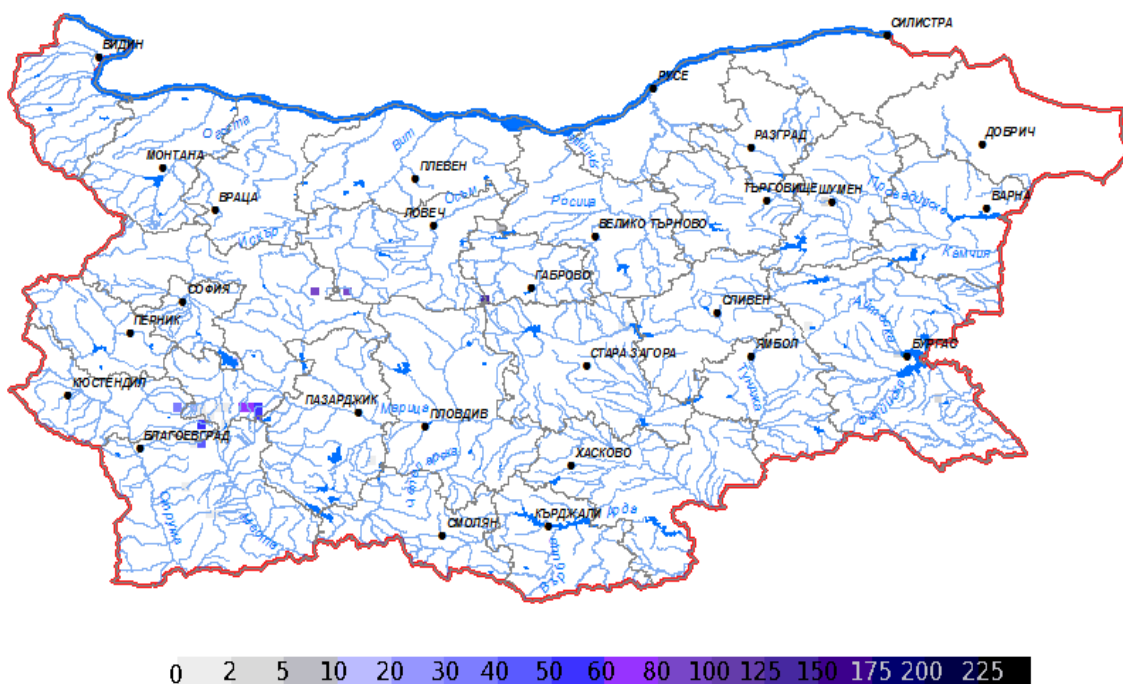 СИЛИСТРА
ВИДИН
РУСЕ
Огоста
Вит
РАЗГРАД
ДОБРИЧ
МОНТАНА
ПЛЕВЕН
Осъм
ТЪРГОВИЩЕ
ШУМЕН
Провадийска
ВРАЦА
ЛОВЕЧ
Росица
ВАРНА
Искър
ВЕЛИКО ТЪРНОВО
Камчия
ГАБРОВО
СОФИЯ
СЛИВЕН
ПЕРНИК
ЯМБОЛ
БУРГАС
СТАРА ЗАГОРА
КЮСТЕНДИЛ
Тунджа
ПАЗАРДЖИК
Марица
ПЛОВДИВ
БЛАГОЕВГРАД
ХАСКОВО
Струма
Места
СМОЛЯН
КЪРДЖАЛИ
0 2 5 10 20 30 40 50 60 80 100 125 150 175 200 225